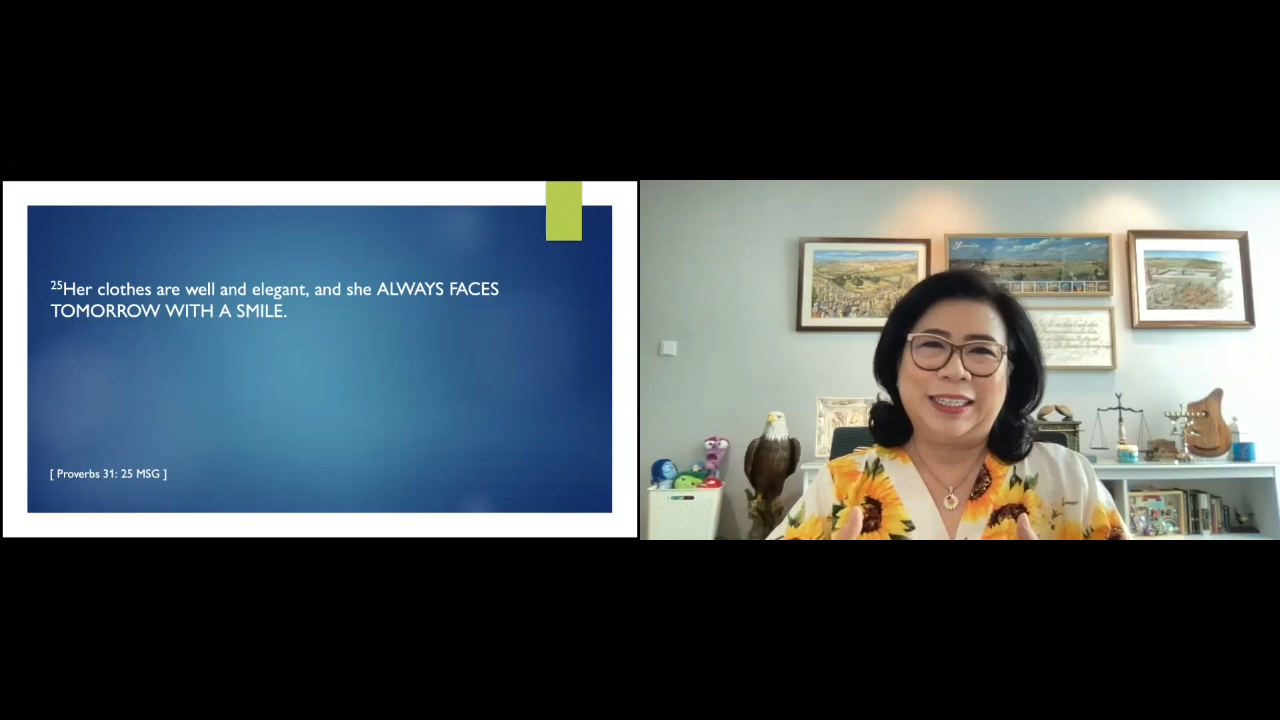 25Her clothes are well and elegant, and she ALWAYS FACES
TOMORROW WITH A SMILE.
[ Proverbs 31: 25 MSG ]